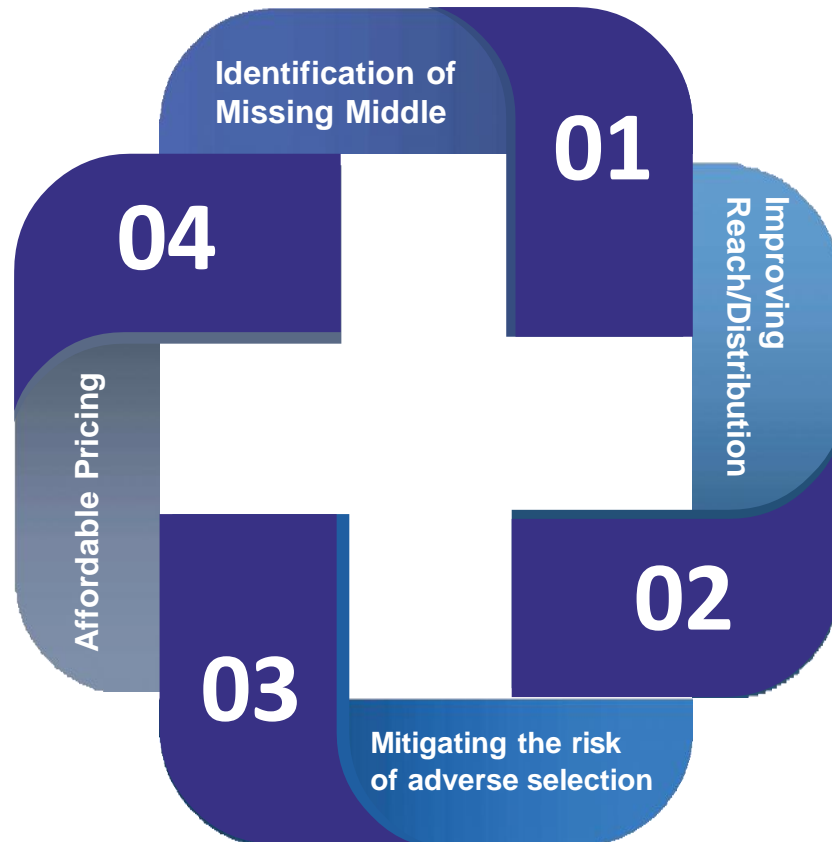 Identification of
Missing Middle
01
Improving
Reach/Distribution
02
Mitigating the risk
of adverse selection
03
Affordable Pricing
04